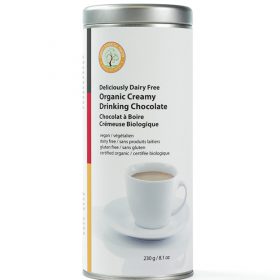 Deliciously Dairy Free
Organic Creamy
Drinking Chocolate
Chocolat à Boire
Crémeuse Biologique
vegan / végétalien
dairy free / sans produits laitiers
gluten free / sans gluten
certified organic / certifiée biologique
230 g / 8.1 oz